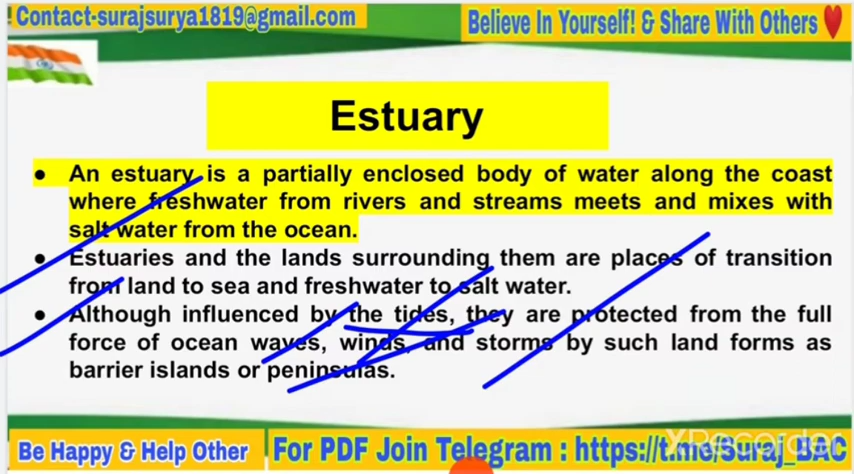 Contact-surajsurya1819@gmail.com
Believe In Yourself! & Share With Others
Estuary
● An estuary is a partially enclosed body of water along the coast
where freshwater from rivers and streams meets and mixes with
salt water from the ocean.
● Estuaries and the lands surrounding them are places of transition
from land to sea and freshwater to salt water.
● Although influenced by the tides, they are protected from the full
force of ocean waves, winds, and storms by such land forms as
barrier islands or peninsulas.
Be Happy & Help Other
For PDF Join Telegram : https://t.me/Suraj_BAC
XRecorder